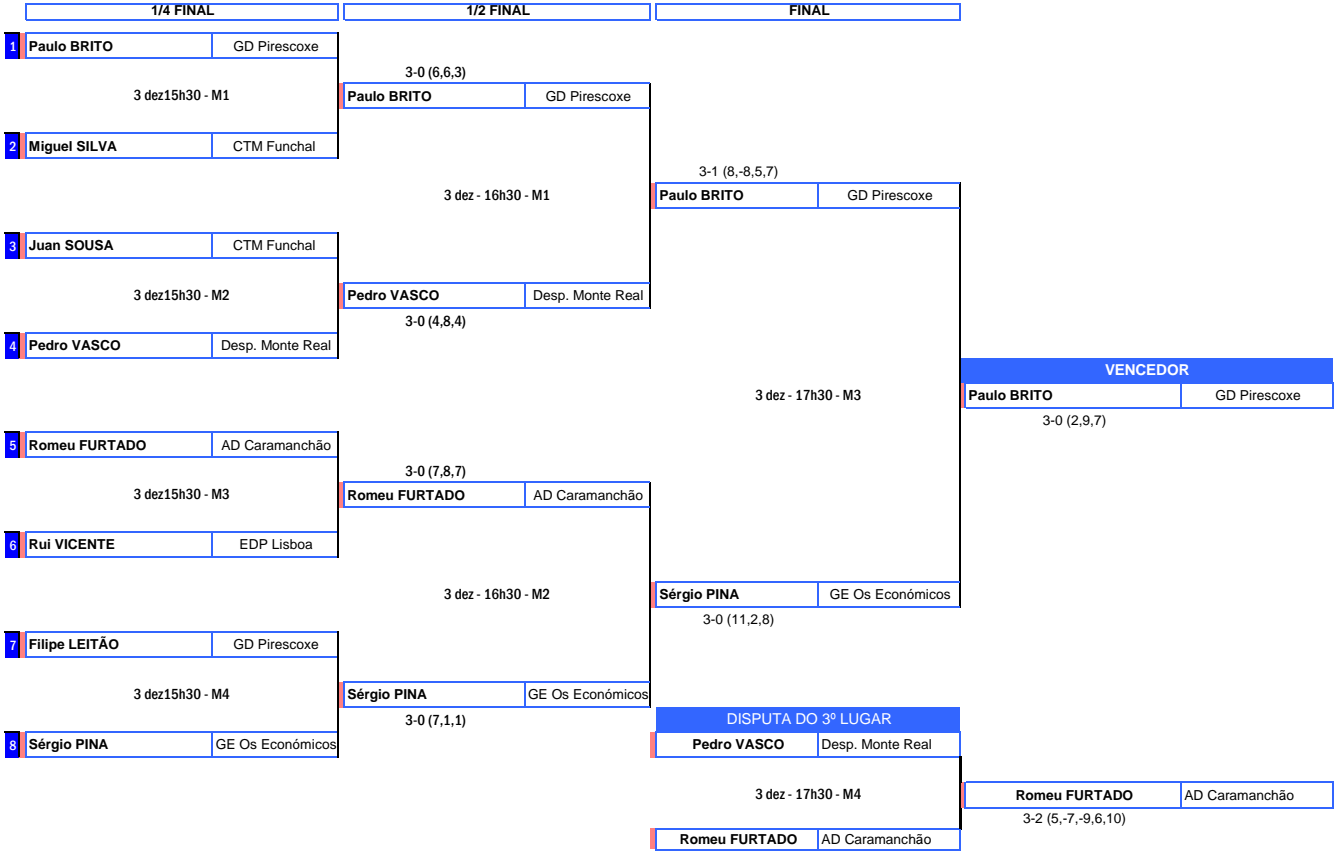 1/4 FINAL 1/2 FINAL FINAL
1 Paulo BRITO GD Pirescoxe
3-0 (6,6,3)
3 dez15h30 - M1 Paulo BRITO GD Pirescoxe
2 Miguel SILVA CTM Funchal
3-1 (8,-8,5,7)
3 dez - 16h30 - M1 Paulo BRITO GD Pirescoxe
3 Juan SOUSA CTM Funchal
3 dez15h30 - M2 Pedro VASCO Desp. Monte Real
3-0 (4,8,4)
4 Pedro VASCO Desp. Monte Real
VENCEDOR
3 dez - 17h30 - M3 Paulo BRITO GD Pirescoxe
3-0 (2,9,7)
5 Romeu FURTADO AD Caramanchão
3-0 (7,8,7)
3 dez15h30 - M3 Romeu FURTADO AD Caramanchão
6 Rui VICENTE EDP Lisboa
3 dez - 16h30 - M2 Sérgio PINA GE Os Económicos
3-0 (11,2,8)
7 Filipe LEITÃO GD Pirescoxe
3 dez15h30 - M4 Sérgio PINA GE Os Económicos
3-0 (7,1,1) DISPUTA DO 3º LUGAR
8 Sérgio PINA GE Os Económicos Pedro VASCO Desp. Monte Real
3 dez - 17h30 - M4 Romeu FURTADO AD Caramanchão
3-2 (5,-7,-9,6,10)
Romeu FURTADO AD Caramanchão